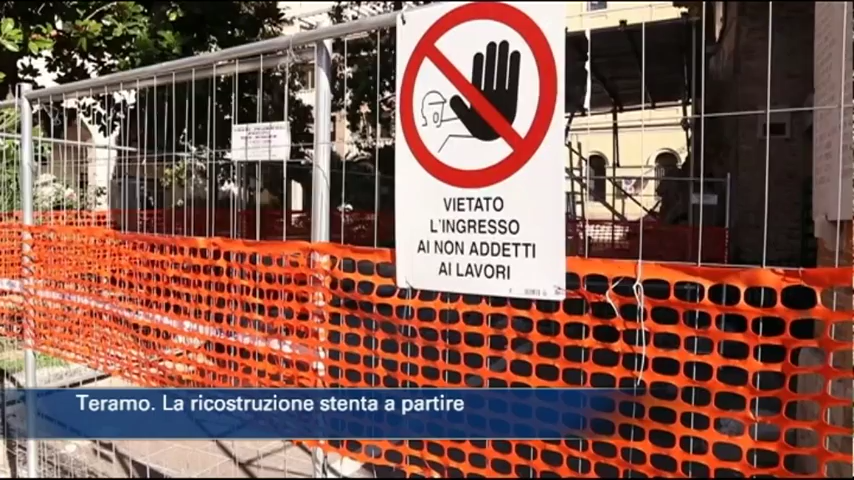 VIETATO
L'INGRESSO
AI NON ADDETTI
AI LAVORI
Teramo. La ricostruzione stenta a partire